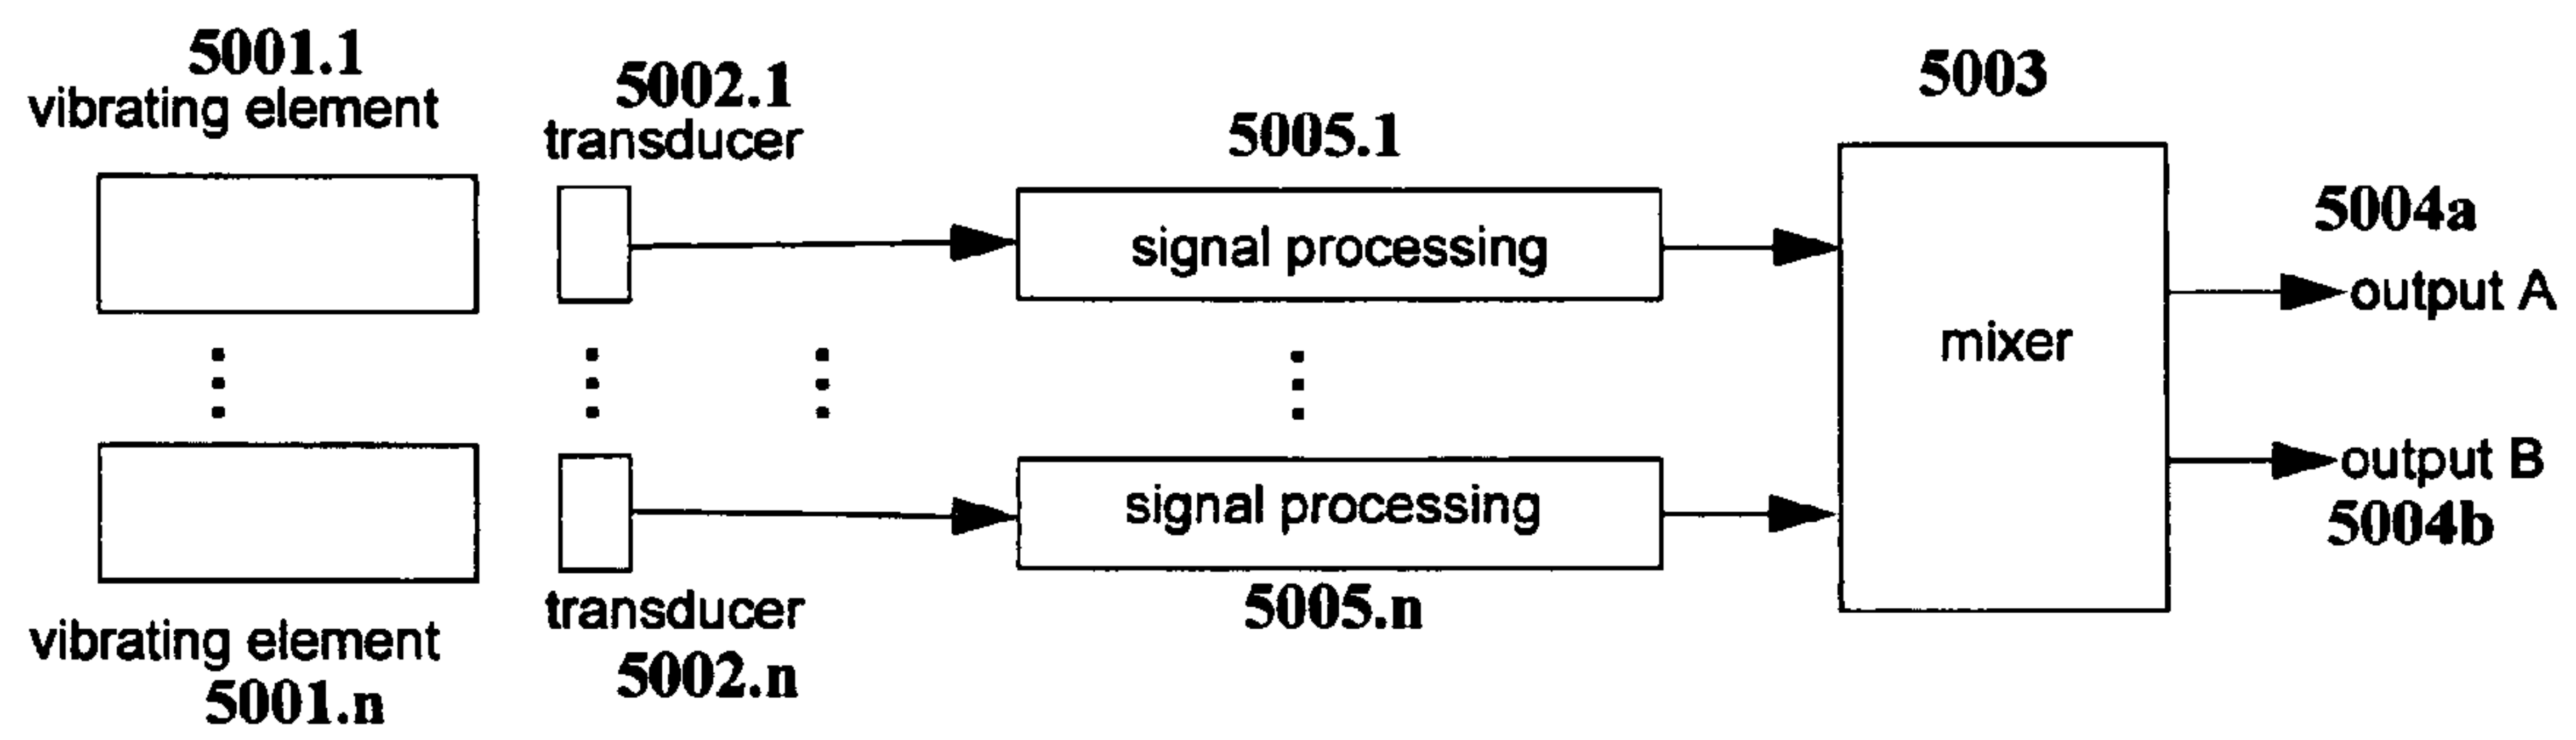 5001.1
vibrating element
5002.1
transducer
5005.1
signal processing
5003
mixer
5004a
output A
output B
5004b
signal processing
5005.n
transducer
5002.n
vibrating element
5001.n